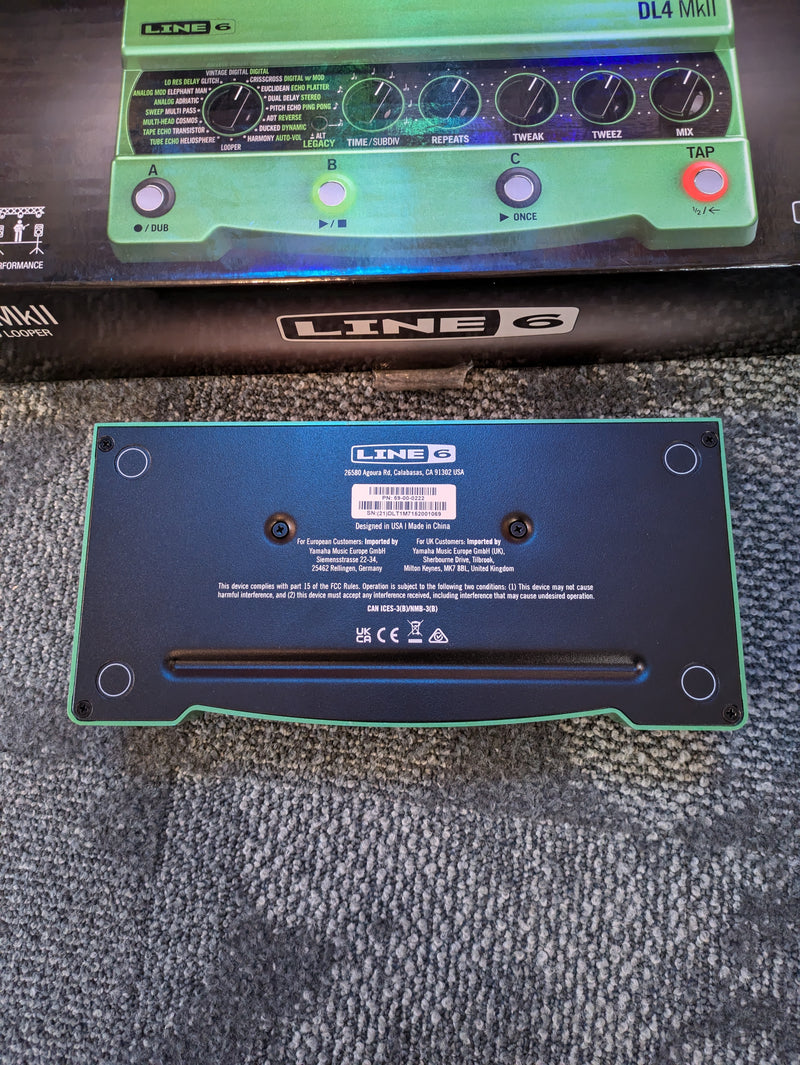 LINE 6
DL4 MkII
VINTAGE DIGITAL DIGITAL
LO RES DELAY GLITCH
CRISSCROSS DIGITAL w/ MOD
ANALOG MOD ELEPHANT MAN
EUCLIDEAN ECHO PLATTER
ANALOG ADRIATIC
DUAL DELAY STEREO
SWEEP MULTI PASS
PITCH ECHO PING PONG
MULTI-HEAD COSMOS
ADT REVERSE
TAPE ECHO TRANSISTOR
DUCKED DYNAMIC
TUBE ECHO HELIOSPHERE
HARMONY AUTO-VOL
LOOPER
± ALT
LEGACY
TIME/SUBDIV
REPEATS
TWEAK
TWEEZ
MIX
A
B
C
TAP
● / DUB
▶ / ■
▶ ONCE
½ / ←
ERFORMANCE
MkII
LOOPER
LINE 6
LINE 6
26580 Agoura Rd, Calabasas, CA 91302 USA
PN: 69-00-0222
SN:(21)DLT1M7152001069
Designed in USA | Made in China
For European Customers: Imported by
Yamaha Music Europe GmbH
Siemensstrasse 22-34,
25462 Rellingen, Germany
For UK Customers: Imported by
Yamaha Music Europe GmbH (UK),
Sherbourne Drive, Tilbrook,
Milton Keynes, MK7 8BL, United Kingdom
This device complies with part 15 of the FCC Rules. Operation is subject to the following two conditions: (1) This device may not cause
harmful interference, and (2) this device must accept any interference received, including interference that may cause undesired operation.
CAN ICES-3(B)/NMB-3(B)
UK
CA CE